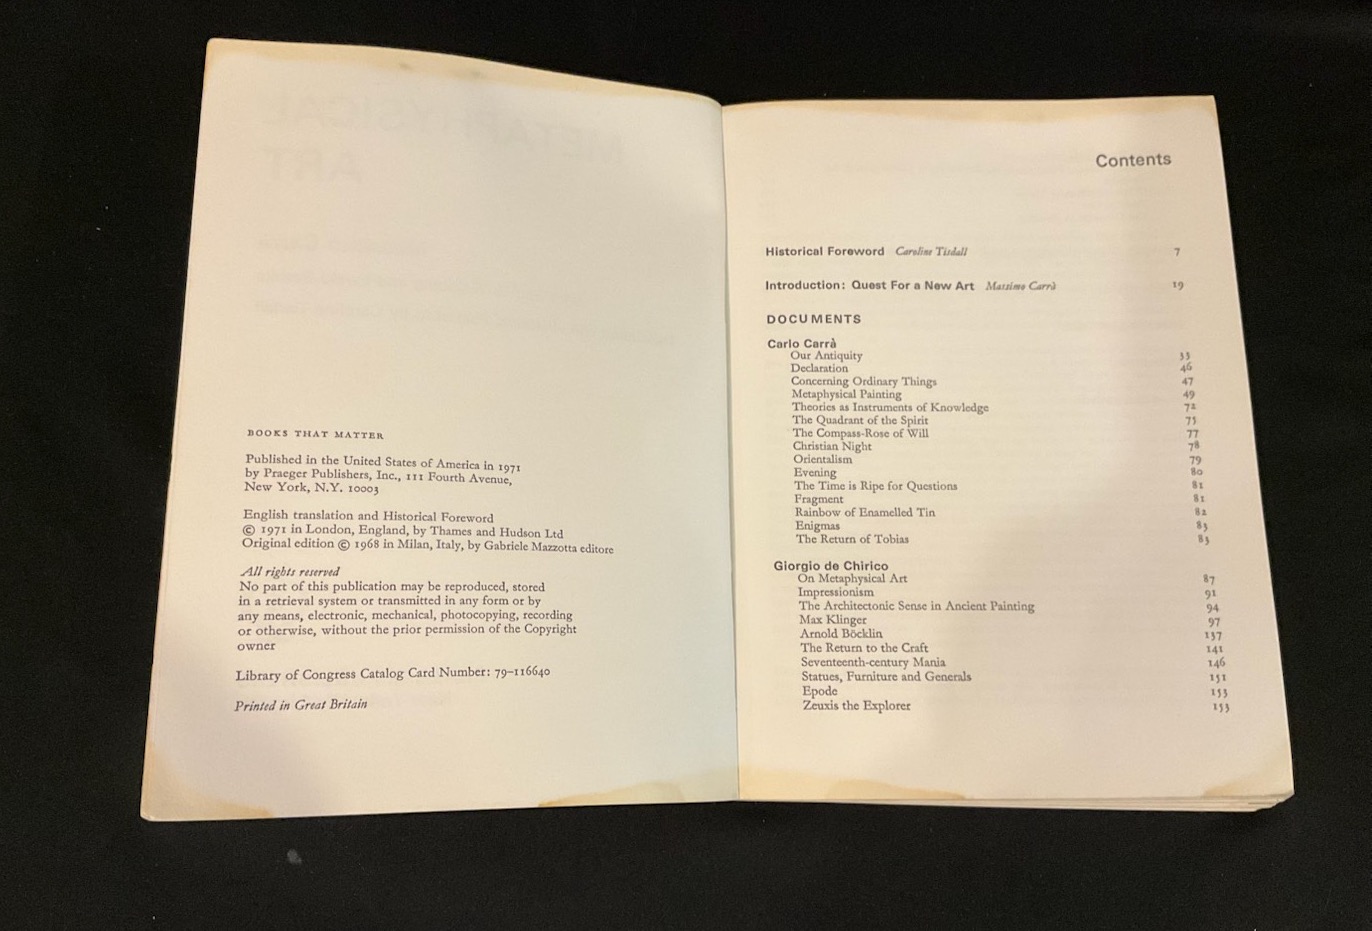 BOOKS THAT MATTER
Published in the United States of America in 1971
by Praeger Publishers, Inc., 111 Fourth Avenue,
New York, N.Y. 10003
English translation and Historical Foreword
© 1971 in London, England, by Thames and Hudson Ltd
Original edition © 1968 in Milan, Italy, by Gabriele Mazzotta editore
All rights reserved
No part of this publication may be reproduced, stored
in a retrieval system or transmitted in any form or by
any means, electronic, mechanical, photocopying, recording
or otherwise, without the prior permission of the Copyright
owner
Library of Congress Catalog Card Number: 79-116640
Printed in Great Britain
Contents
Historical Foreword Caroline Tisdall 7
Introduction: Quest For a New Art Massimo Carrà 19
DOCUMENTS
Carlo Carrà
Our Antiquity 33
Declaration 46
Concerning Ordinary Things 47
Metaphysical Painting 49
Theories as Instruments of Knowledge 72
The Quadrant of the Spirit 75
The Compass-Rose of Will 77
Christian Night 78
Orientalism 79
Evening 80
The Time is Ripe for Questions 81
Fragment 81
Rainbow of Enamelled Tin 82
Enigmas 83
The Return of Tobias 83
Giorgio de Chirico
On Metaphysical Art 87
Impressionism 91
The Architectonic Sense in Ancient Painting 94
Max Klinger 97
Arnold Böcklin 137
The Return to the Craft 141
Seventeenth-century Mania 146
Statues, Furniture and Generals 151
Epode 153
Zeuxis the Explorer 153